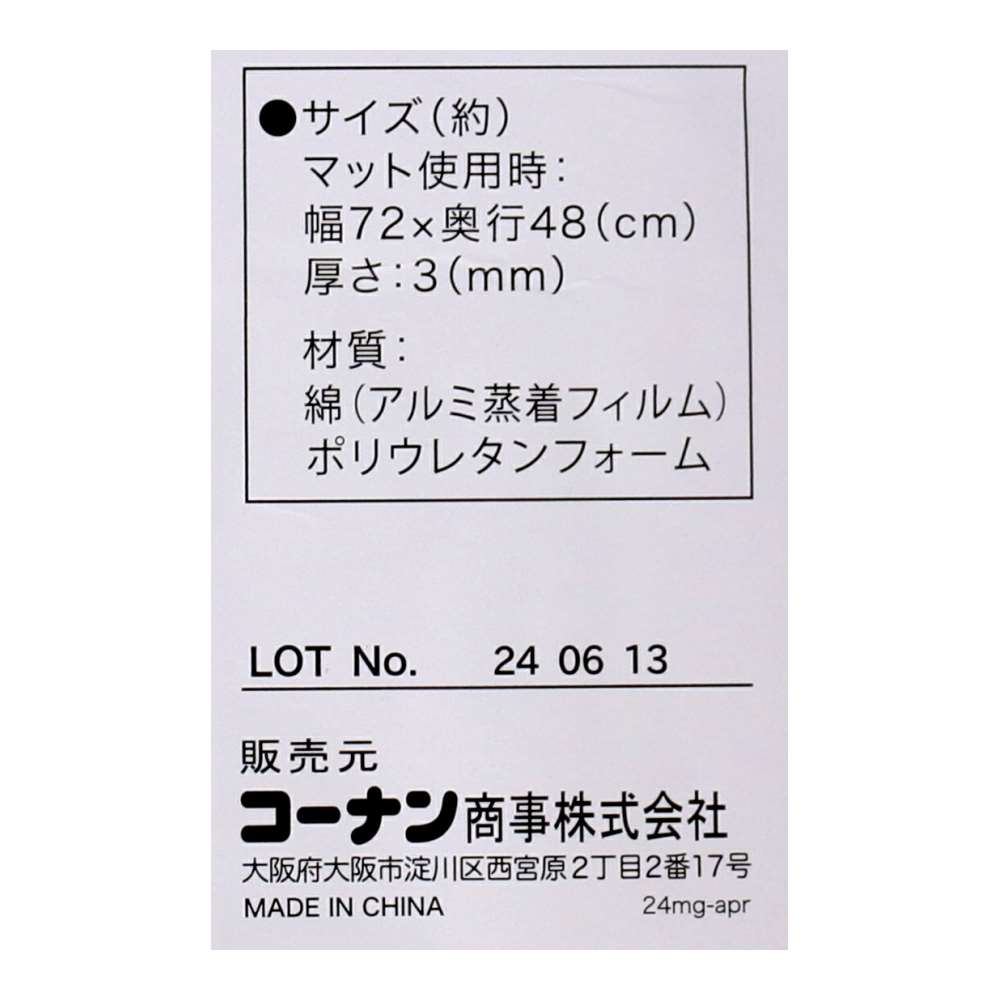 ●サイズ(約)
マット使用時:
幅72×奥行48(cm)
厚さ:3(mm)
材質:
綿(アルミ蒸着フィルム)
ポリウレタンフォーム
LOT No. 24 06 13
販売元
コーナン商事株式会社
大阪府大阪市淀川区西宮原2丁目2番17号
MADE IN CHINA 24mg-apr